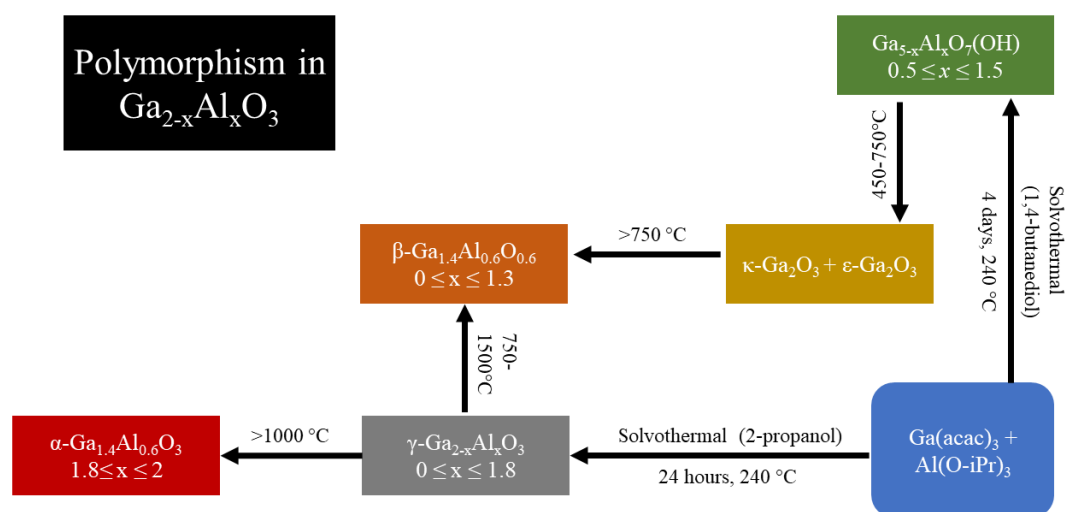 Polymorphism in
Ga₂₋ₓAlₓO₃
Ga₅₋ₓAlₓO₇(OH)
0.5 ≤ x ≤ 1.5
450-750°C
Solvothermal
(1,4-butanediol)
4 days, 240 °C
β-Ga₁.₄Al₀.₆O₀.₆
0 ≤ x ≤ 1.3
>750 °C
κ-Ga₂O₃ + ε-Ga₂O₃
750-
1500°C
α-Ga₁.₄Al₀.₆O₃
1.8≤ x ≤ 2
>1000 °C
γ-Ga₂₋ₓAlₓO₃
0 ≤ x ≤ 1.8
Solvothermal (2-propanol)
24 hours, 240 °C
Ga(acac)₃ +
Al(O-iPr)₃